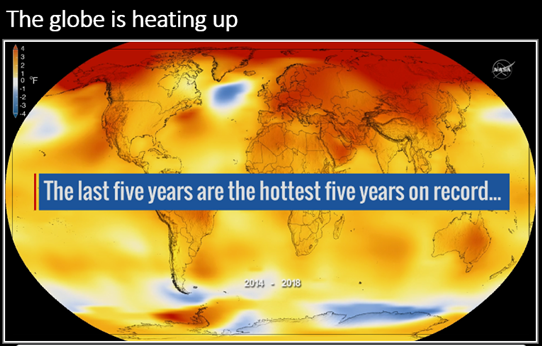 The globe is heating up
4
3
2
1
0 °F
-1
-2
-3
-4
NASA
The last five years are the hottest five years on record...
2014 - 2018